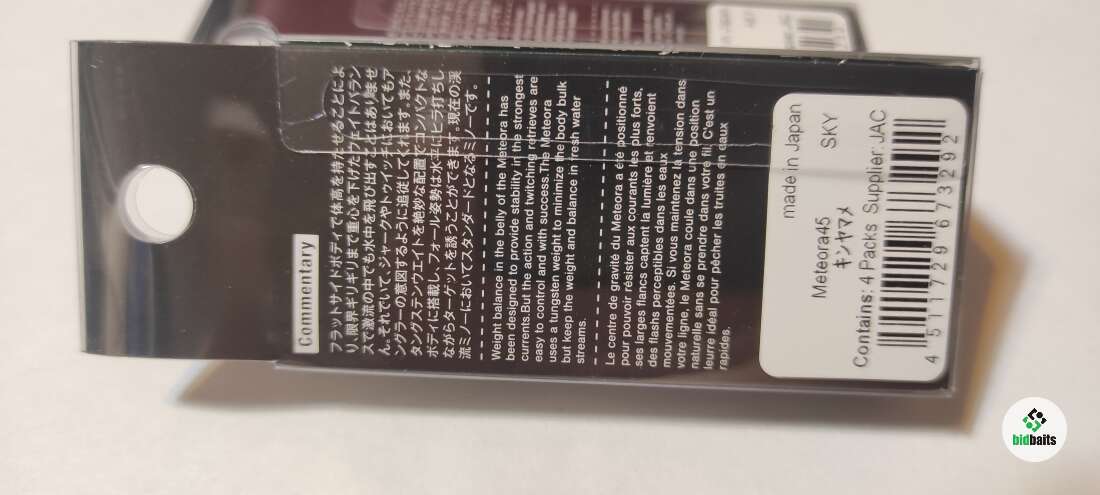 Commentary
フラットサイドボディで体高を持たせることによ
り、限界ギリギリまで重心を下げたウェイトバラン
スで激流の中でも水中を飛び出すことはありませ
ん。それでいて、ジャークやトゥイッチにおいてもア
ングラーの意図するように追従してくれます。また、
タングステンウエイトを絶妙な配置でコンパクトな
ボディに搭載し、フォール姿勢は水平にヒラ打ちし
ながらターゲットを誘うことができます。現在の渓
流ミノーにおいてスタンダードとなるミノーです。
Weight balance in the belly of the Meteora has
been designed to provide stability in the strongest
currents.But the action and twitching retrieves are
easy to control and with success.The Meteora
uses a tungsten weight to minimize the body bulk
but keep the weight and balance in fresh water
streams.
Le centre de gravité du Meteora a été positionné
pour pouvoir résister aux courants les plus forts,
ses larges flancs captent la lumière et renvoient
des flashs perceptibles dans les eaux
mouvementées. Si vous maintenez la tension dans
votre ligne, le Meteora coule dans une position
naturelle sans se prendre dans votre fil. C'est un
leurre idéal pour pêcher les truites en eaux
rapides.
made in Japan
Meteora45 SKY
キンヤマメ
Contains: 4 Packs Supplier:JAC
4 511729 673292
bidbaits